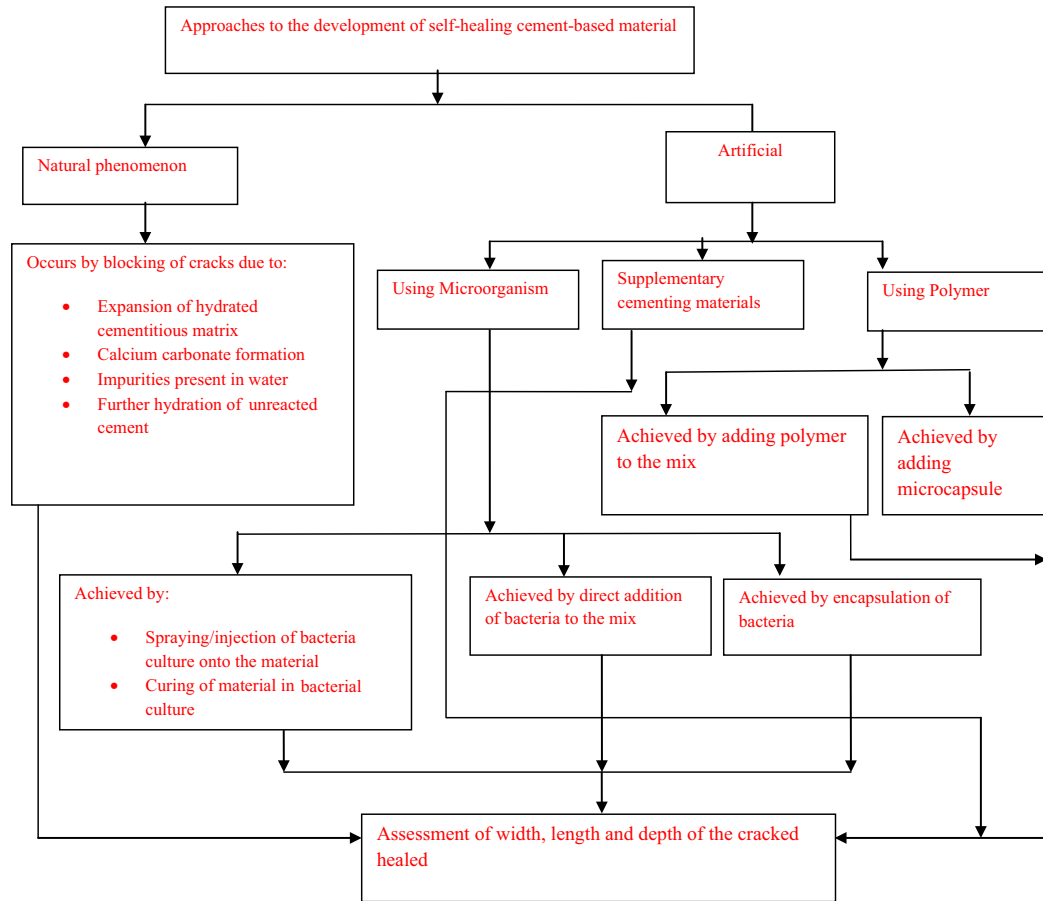 Approaches to the development of self-healing cement-based material
Natural phenomenon
Artificial
Occurs by blocking of cracks due to:
• Expansion of hydrated
cementitious matrix
• Calcium carbonate formation
• Impurities present in water
• Further hydration of unreacted
cement
Using Microorganism
Supplementary
cementing materials
Using Polymer
Achieved by adding polymer
to the mix
Achieved by
adding
microcapsule
Achieved by:
• Spraying/injection of bacteria
culture onto the material
• Curing of material in bacterial
culture
Achieved by direct addition
of bacteria to the mix
Achieved by encapsulation of
bacteria
Assessment of width, length and depth of the cracked
healed